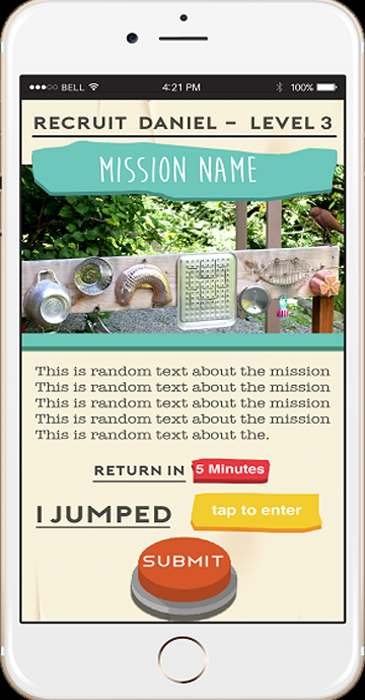 BELL 4:21 PM 100%
RECRUIT DANIEL – LEVEL 3
MISSION NAME
This is random text about the mission
This is random text about the mission
This is random text about the mission
This is random text about the mission
This is random text about the.
RETURN IN 5 Minutes
I JUMPED tap to enter
SUBMIT